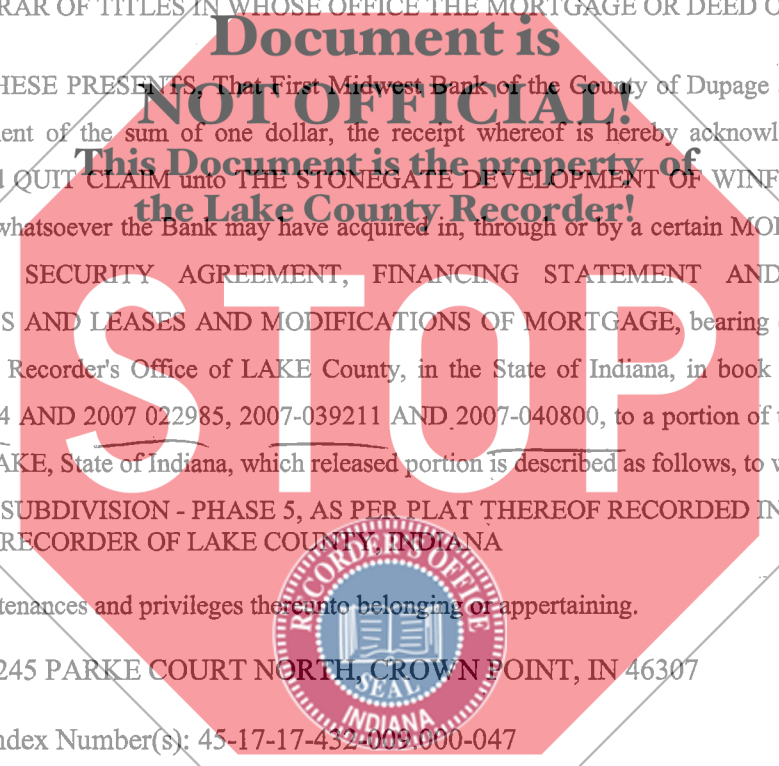 RAR OF TITLES IN WHOSE OFFICE THE MORTGAGE OR DEED O
Document is
HESE PRESENTS, That First Midwest Bank of the County of Dupage
NOT OFFICIAL!
ent of the sum of one dollar, the receipt whereof is hereby acknowl
This Document is the property of
QUIT CLAIM unto THE STONEGATE DEVELOPMENT OF WINF
the Lake County Recorder!
whatsoever the Bank may have acquired in, through or by a certain MO
SECURITY AGREEMENT, FINANCING STATEMENT AND
S AND LEASES AND MODIFICATIONS OF MORTGAGE, bearing
Recorder's Office of LAKE County, in the State of Indiana, in book
STOP
4 AND 2007 022985, 2007-039211 AND 2007-040800, to a portion of
AKE, State of Indiana, which released portion is described as follows, to w
SUBDIVISION - PHASE 5, AS PER PLAT THEREOF RECORDED IN
RECORDER OF LAKE COUNTY, INDIANA
RECORDER'S OFFICE
tenances and privileges thereunto belonging or appertaining.
245 PARKE COURT NORTH, CROWN POINT, IN 46307
SEAL
INDIANA
ndex Number(s): 45-17-17-432-009.000-047